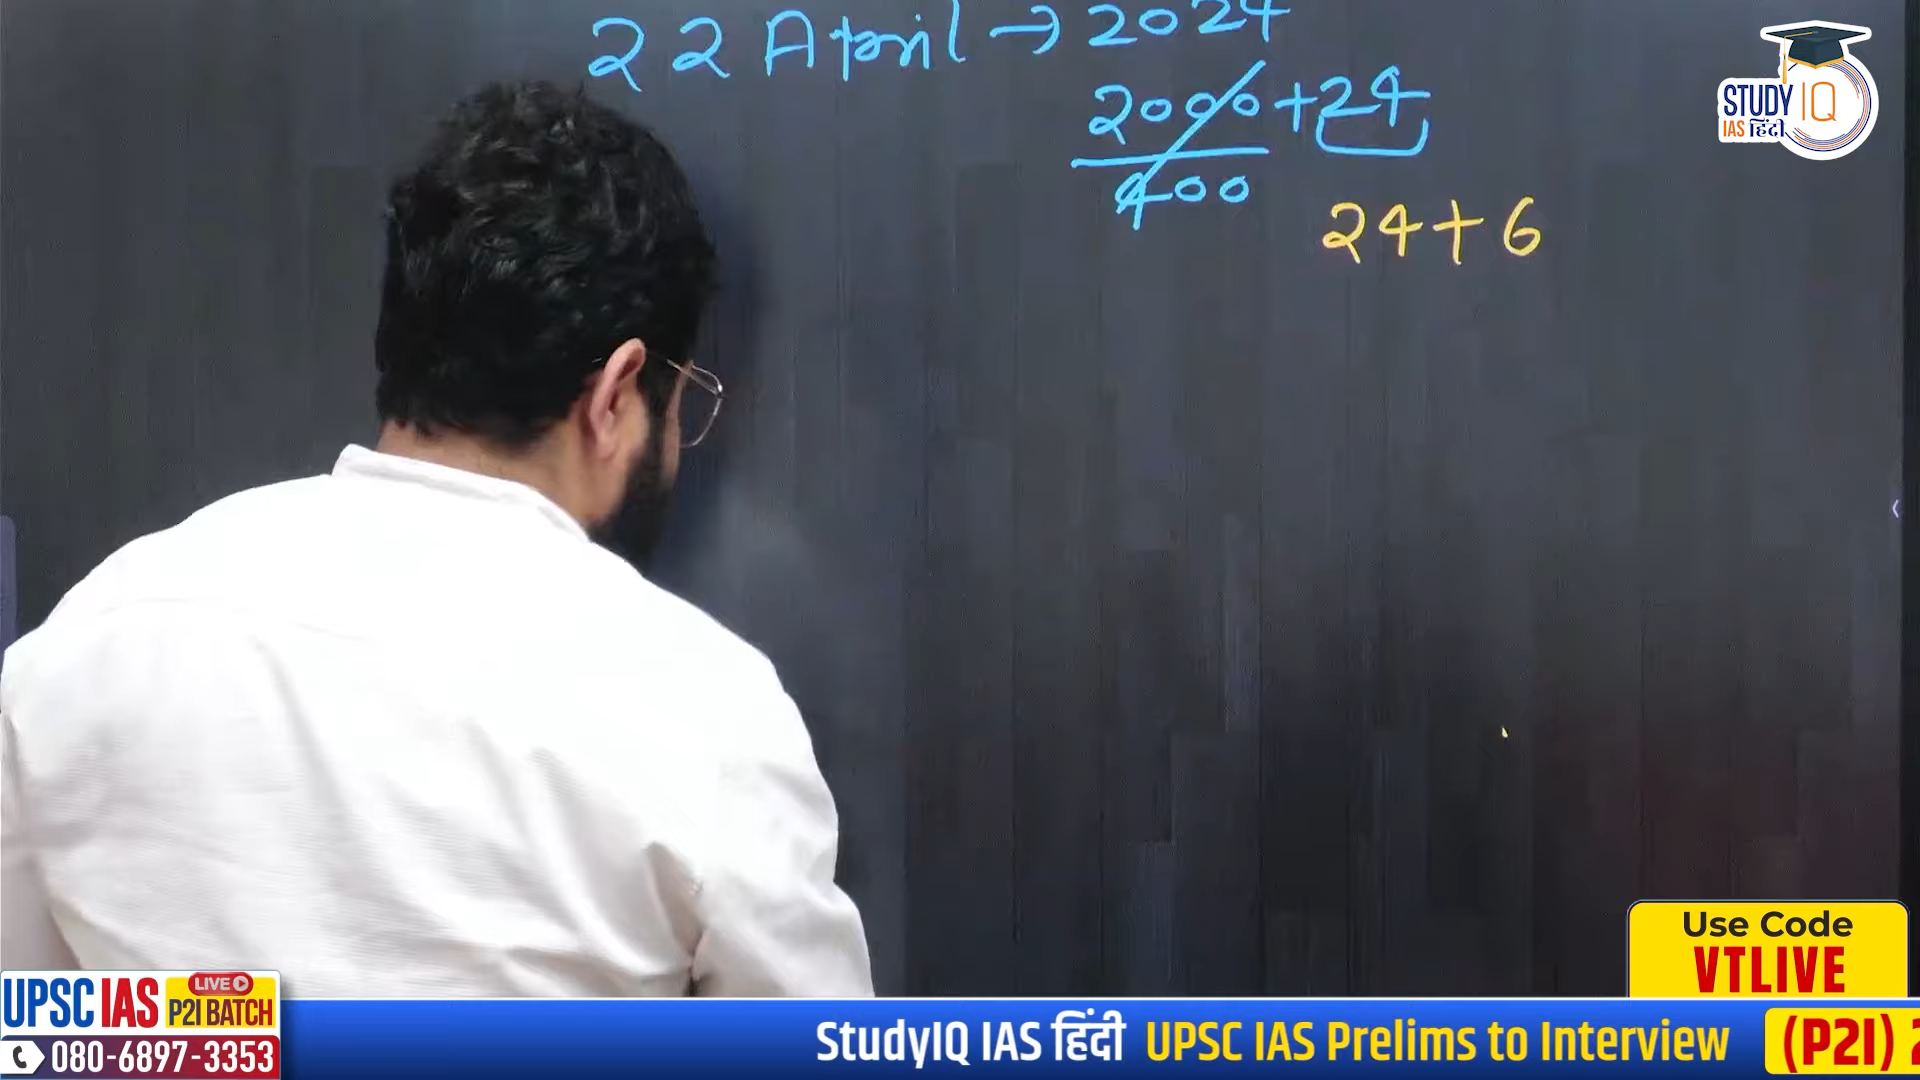 22 April → 2024
2000 + 24
400
24 + 6
STUDY IQ
IAS हिंदी
Use Code
VTLIVE
UPSC IAS
LIVE
P2I BATCH
080-6897-3353
StudyIQ IAS हिंदी UPSC IAS Prelims to Interview (P2I)